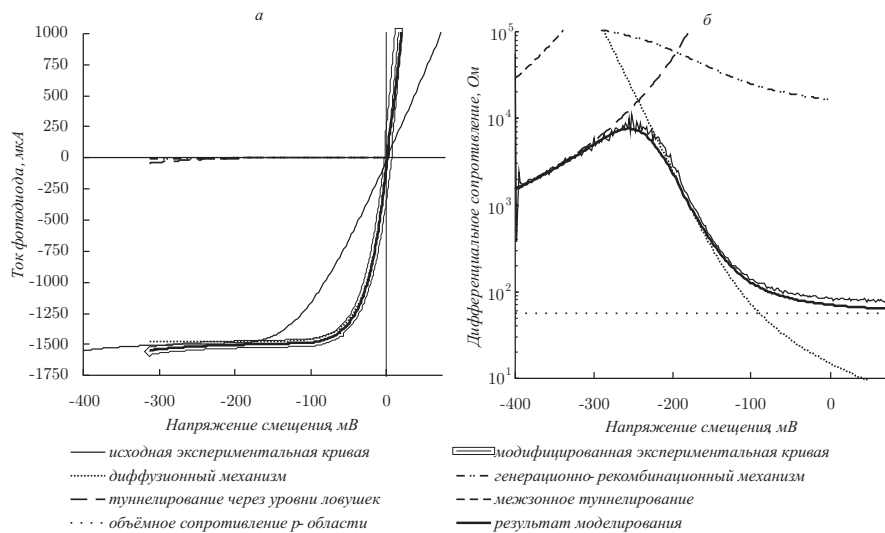 а
Ток фотодиода, мкА
1000
750
500
250
0
-250
-500
-750
-1000
-1250
-1500
-1750
-400
-300
-200
-100
0
Напряжение смещения, мВ
б
Дифференциальное сопротивление, Ом
10^5
10^4
10^3
10^2
10^1
-400
-300
-200
-100
0
Напряжение смещения, мВ
исходная экспериментальная кривая
модифицированная экспериментальная кривая
диффузионный механизм
генерационно- рекомбинационный механизм
туннелирование через уровни ловушек
межзонное туннелирование
объёмное сопротивление р- области
результат моделирования